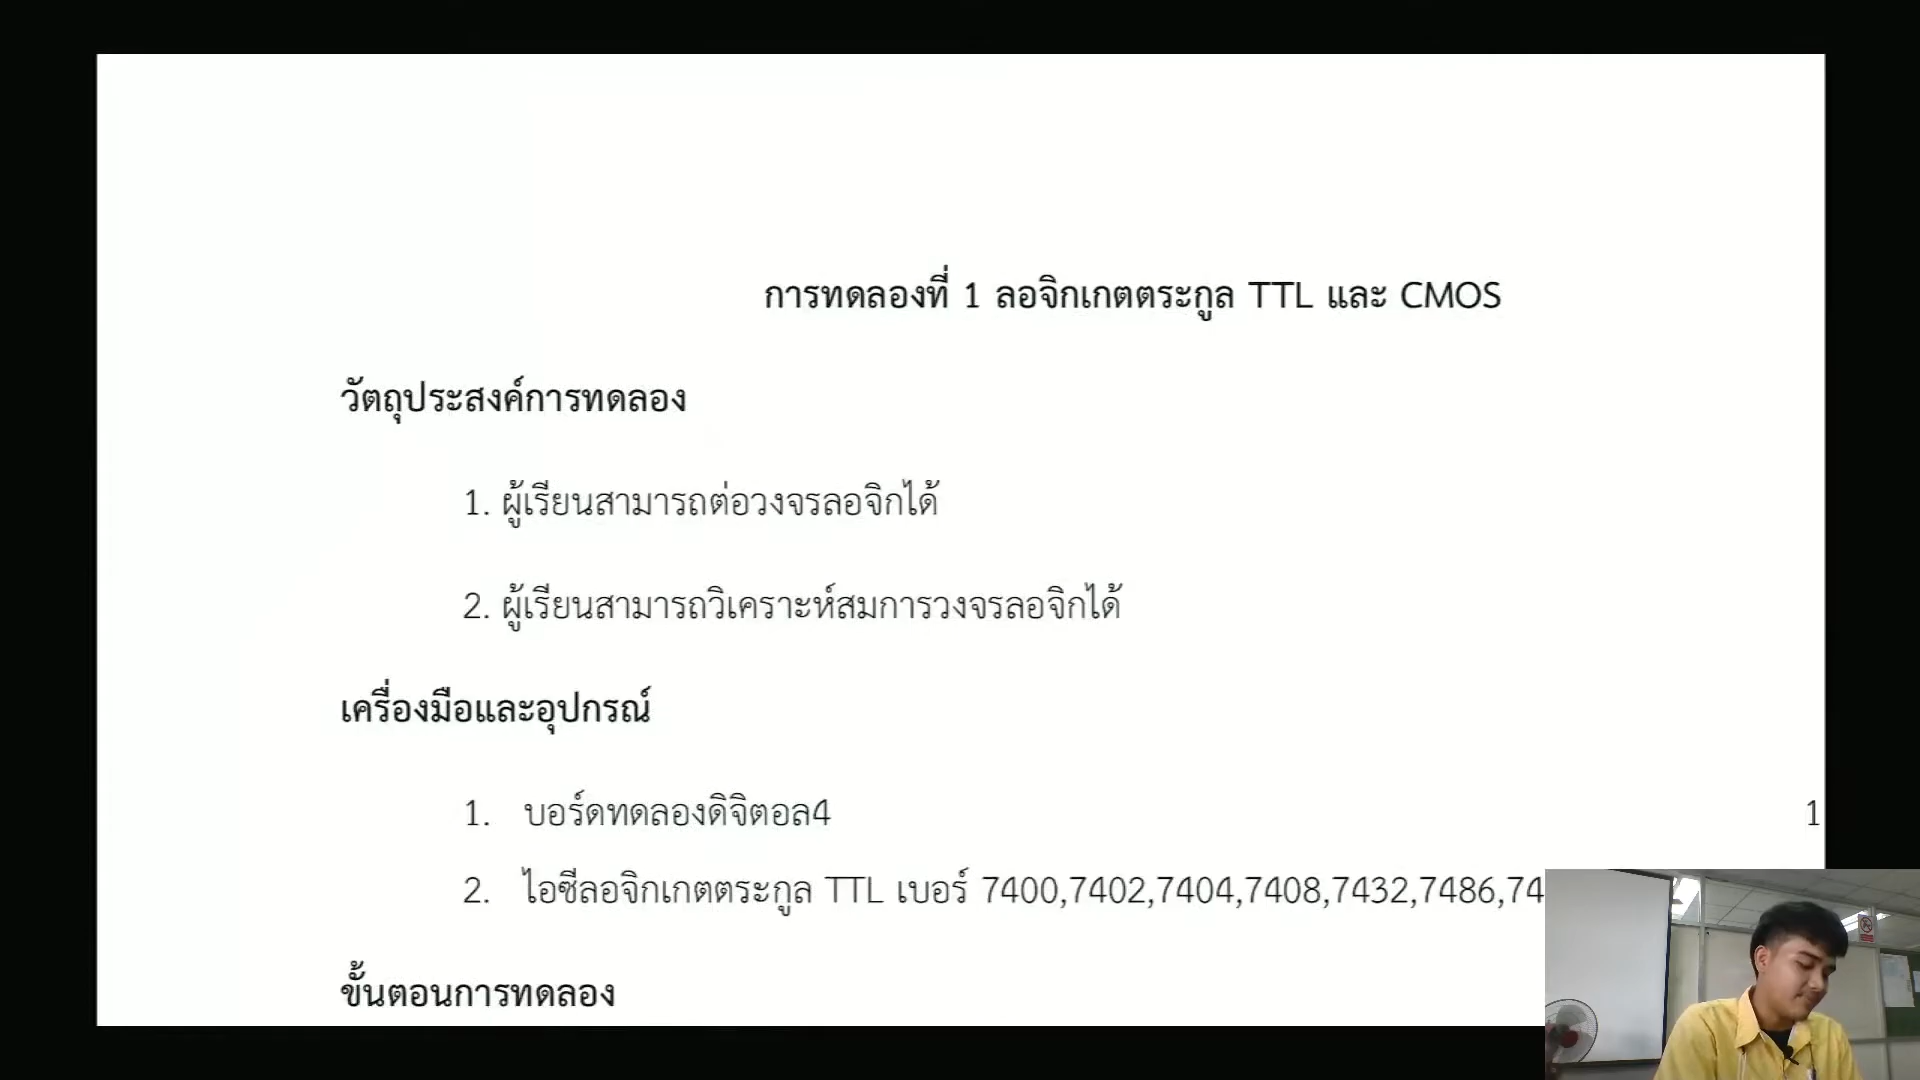 การทดลองที่ 1 ลอจิกเกตตระกูล TTL และ CMOS
วัตถุประสงค์การทดลอง
1. ผู้เรียนสามารถต่อวงจรลอจิกได้
2. ผู้เรียนสามารถวิเคราะห์สมการวงจรลอจิกได้
เครื่องมือและอุปกรณ์
1. บอร์ดทดลองดิจิตอล4 1
2. ไอซีลอจิกเกตตระกูล TTL เบอร์ 7400,7402,7404,7408,7432,7486,74
ขั้นตอนการทดลอง